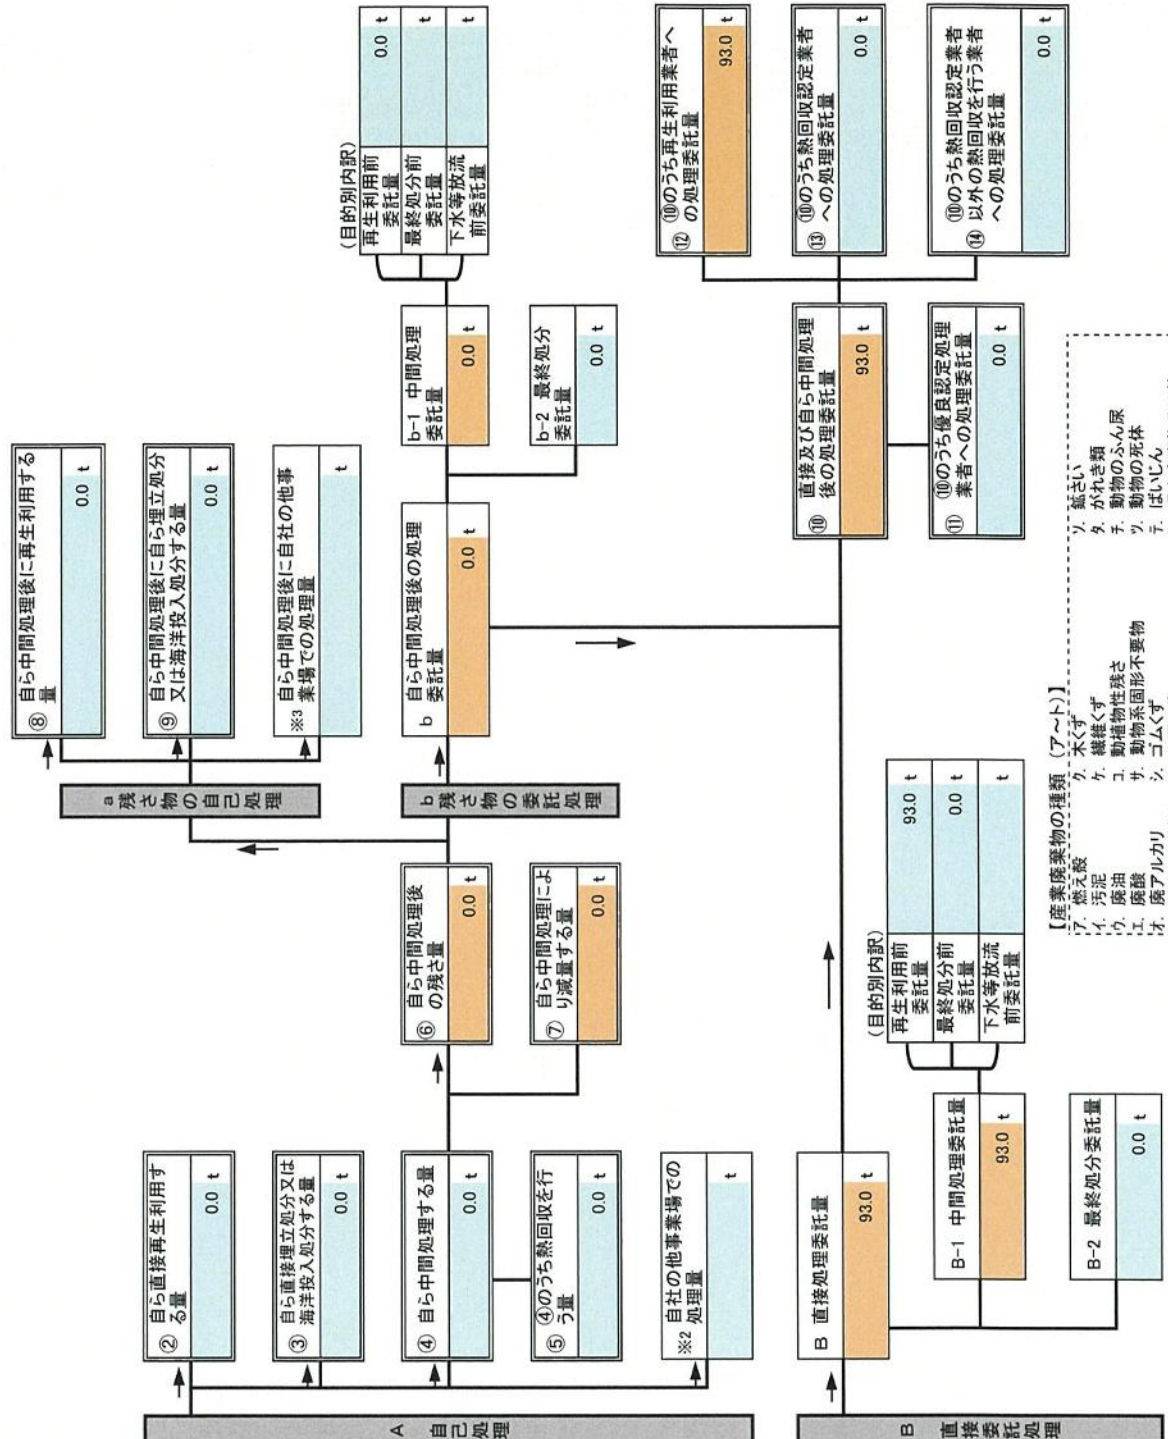 A
自己処理
② 自ら直接再生利用す
る量
0.0 t
③ 自ら直接埋立処分又は
海洋投入処分する量
0.0 t
④ 自ら中間処理する量
0.0 t
⑤ ④のうち熱回収を行
う量
0.0 t
※2 自社の他事業場での
処理量
t
⑥ 自ら中間処理後
の残さ量
0.0 t
⑦ 自ら中間処理によ
り減量する量
0.0 t
a
残さ物の自己処理
⑧ 自ら中間処理後に再生利用する
量
0.0 t
⑨ 自ら中間処理後に自ら埋立処分
又は海洋投入処分する量
0.0 t
※3 自ら中間処理後に自社の他事
業場での処理量
t
b
残さ物の委託処理
b 自ら中間処理後の処理
委託量
0.0 t
b-1 中間処理
委託量
0.0 t
b-2 最終処分
委託量
0.0 t
(目的別内訳)
再生利用前
委託量
0.0 t
最終処分前
委託量
t
下水等放流
前委託量
t
B
直接委託処理
B 直接処理委託量
93.0 t
B-1 中間処理委託量
93.0 t
B-2 最終処分委託量
0.0 t
(目的別内訳)
再生利用前
委託量
93.0 t
最終処分前
委託量
0.0 t
下水等放流
前委託量
t
⑩ 直接及び自ら中間処理
後の処理委託量
93.0 t
⑪ ⑩のうち優良認定処理
業者への処理委託量
0.0 t
⑫ ⑩のうち再生利用業者へ
の処理委託量
93.0 t
⑬ ⑩のうち熱回収認定業者
への処理委託量
0.0 t
⑭ ⑩のうち熱回収認定業者
以外の熱回収を行う業者
への処理委託量
0.0 t
【産業廃棄物の種類 (ア～ト)】
ア. 燃え殻 ク. 木くず ソ. 鉱さい
イ. 汚泥 ケ. 繊維くず タ. がれき類
ウ. 廃油 コ. 動植物性残さ チ. 動物のふん尿
エ. 廃酸 サ. 動物系固形不要物 ツ. 動物の死体
オ. 廃アルカリ シ. ゴムくず テ. ばいじん